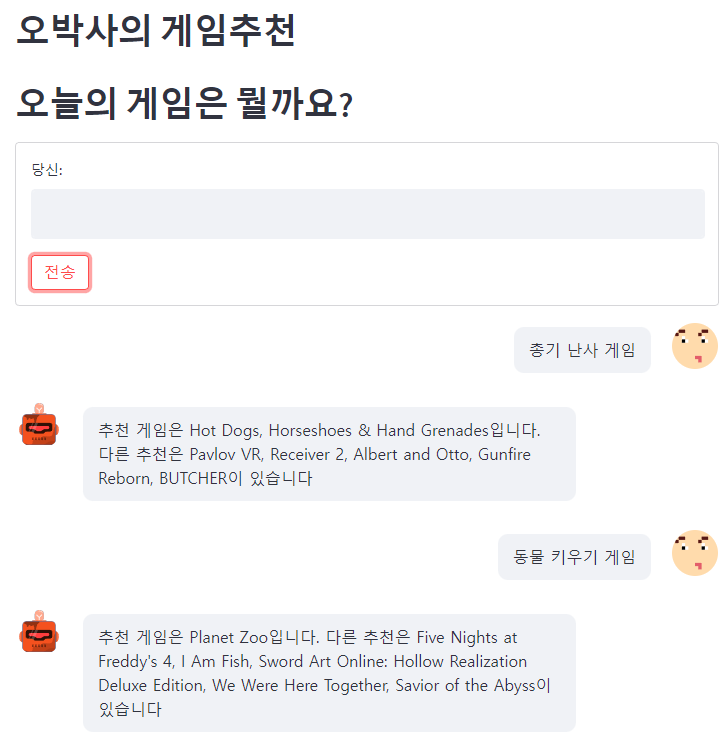 오박사의 게임추천
오늘의 게임은 뭘까요?
당신:
전송
총기 난사 게임
추천 게임은 Hot Dogs, Horseshoes & Hand Grenades입니다.
다른 추천은 Pavlov VR, Receiver 2, Albert and Otto, Gunfire
Reborn, BUTCHER이 있습니다
동물 키우기 게임
추천 게임은 Planet Zoo입니다. 다른 추천은 Five Nights at
Freddy's 4, I Am Fish, Sword Art Online: Hollow Realization
Deluxe Edition, We Were Here Together, Savior of the Abyss이
있습니다